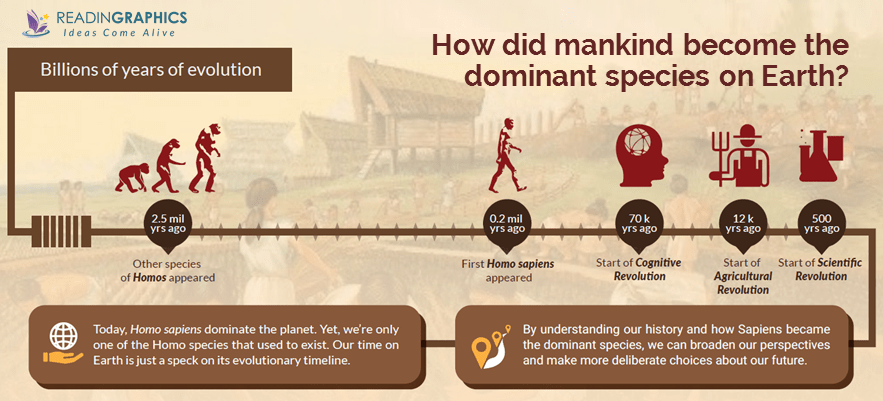 READINGRAPHICS
Ideas Come Alive
How did mankind become the
dominant species on Earth?
Billions of years of evolution
2.5 mil
yrs ago
Other species
of Homos appeared
0.2 mil
yrs ago
First Homo sapiens
appeared
70 k
yrs ago
Start of Cognitive
Revolution
12 k
yrs ago
Start of
Agricultural
Revolution
500
yrs ago
Start of Scientific
Revolution
Today, Homo sapiens dominate the planet. Yet, we're only
one of the Homo species that used to exist. Our time on
Earth is just a speck on its evolutionary timeline.
By understanding our history and how Sapiens became
the dominant species, we can broaden our perspectives
and make more deliberate choices about our future.